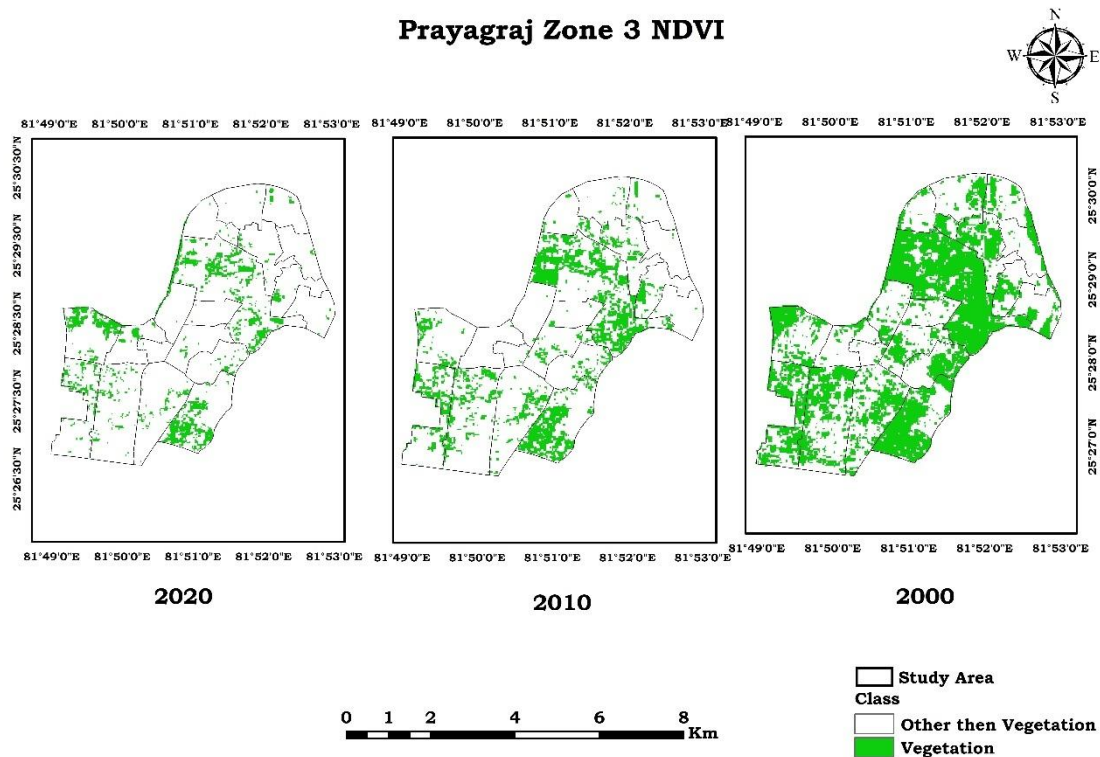 Prayagraj Zone 3 NDVI
N
W E
S
81°49'0"E 81°50'0"E 81°51'0"E 81°52'0"E 81°53'0"E
81°49'0"E 81°50'0"E 81°51'0"E 81°52'0"E 81°53'0"E
81°49'0"E 81°50'0"E 81°51'0"E 81°52'0"E 81°53'0"E
25°30'30"N
25°29'30"N
25°28'30"N
25°27'30"N
25°26'30"N
25°30'0"N
25°29'0"N
25°28'0"N
25°27'0"N
81°49'0"E 81°50'0"E 81°51'0"E 81°52'0"E 81°53'0"E
81°49'0"E 81°50'0"E 81°51'0"E 81°52'0"E 81°53'0"E
81°49'0"E 81°50'0"E 81°51'0"E 81°52'0"E 81°53'0"E
2020
2010
2000
0 1 2 4 6 8
Km
Study Area
Class
Other then Vegetation
Vegetation